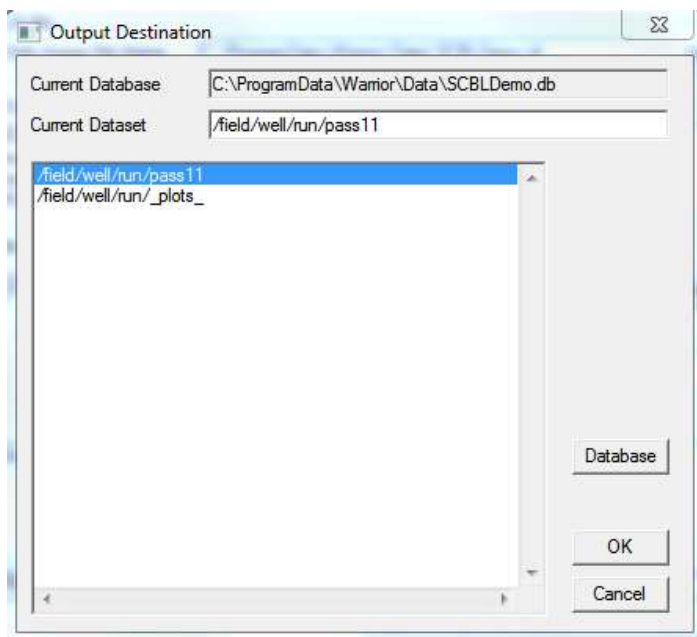 Output Destination
Current Database C:\ProgramData\Warrior\Data\SCBLDemo.db
Current Dataset /field/well/run/pass11
/field/well/run/pass11
/field/well/run/_plots_
Database
OK
Cancel